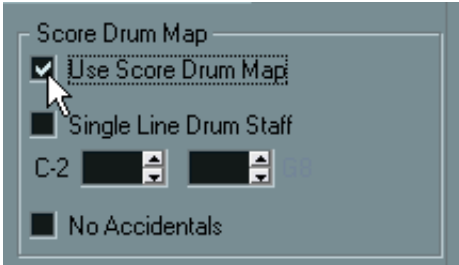 Score Drum Map
Use Score Drum Map
Single Line Drum Staff
C-2 G8
No Accidentals